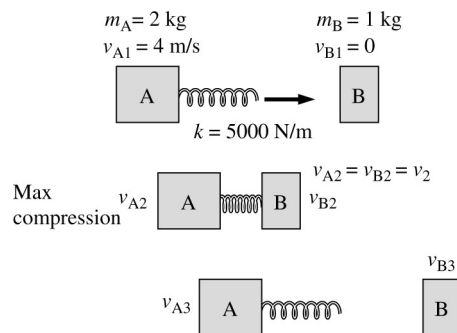 m_A = 2 kg
v_A1 = 4 m/s
m_B = 1 kg
v_B1 = 0
A
B
k = 5000 N/m
Max
compression
v_A2
A
B
v_A2 = v_B2 = v_2
v_B2
v_B3
v_A3
A
B